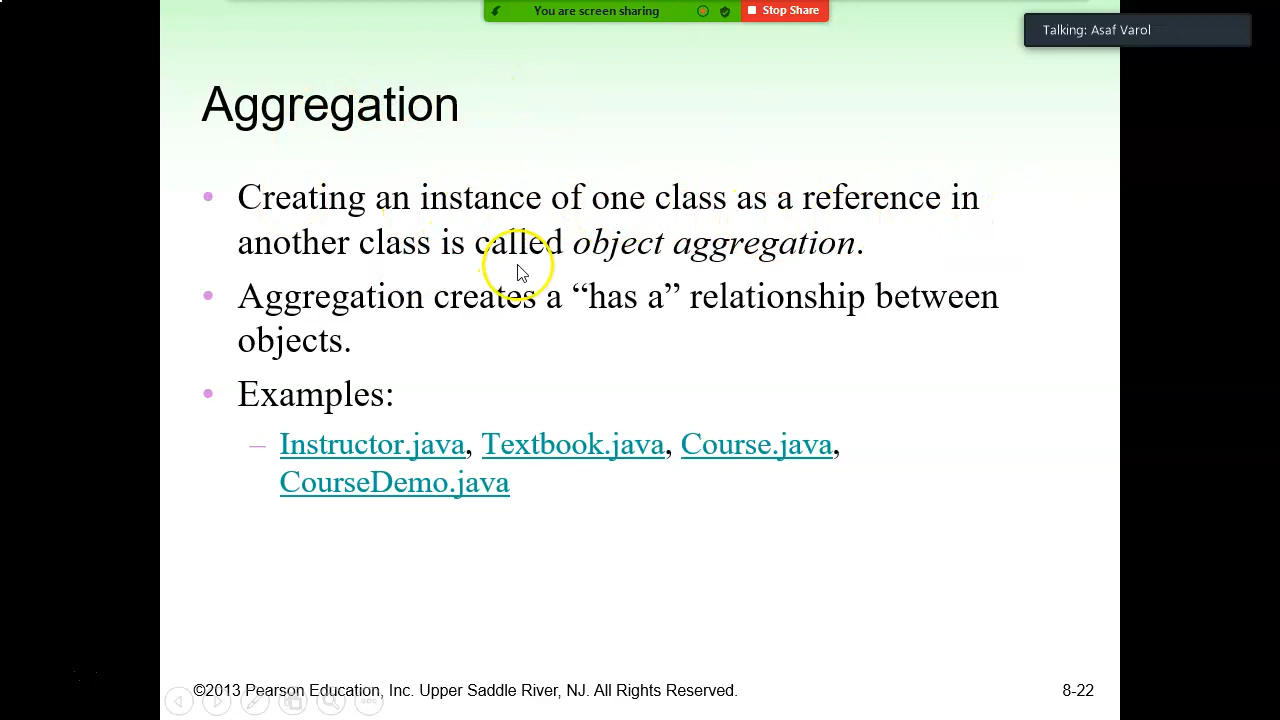 You are screen sharing
Stop Share
Talking: Asaf Varol
Aggregation
• Creating an instance of one class as a reference in
another class is called object aggregation.
• Aggregation creates a “has a” relationship between
objects.
• Examples:
– Instructor.java, Textbook.java, Course.java,
CourseDemo.java
©2013 Pearson Education, Inc. Upper Saddle River, NJ. All Rights Reserved.
8-22